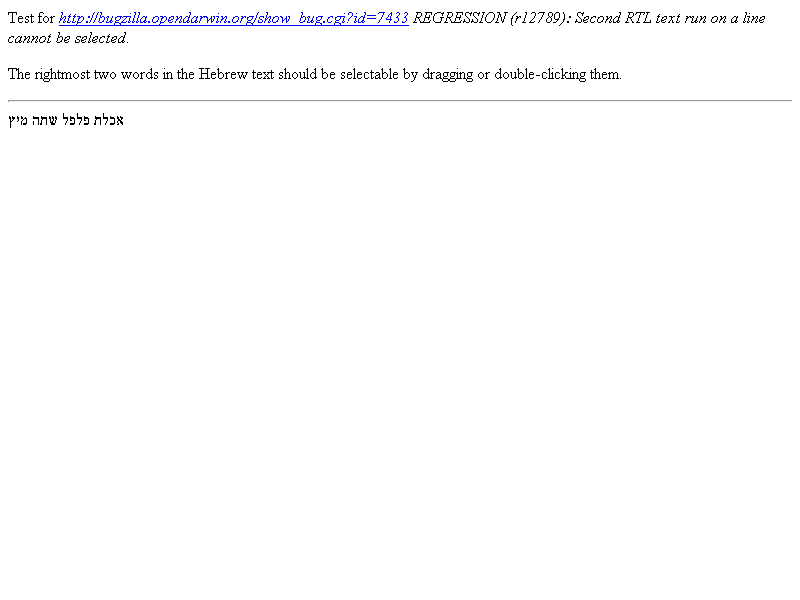 Test for http://bugzilla.opendarwin.org/show_bug.cgi?id=7433 REGRESSION (r12789): Second RTL text run on a line
cannot be selected.
The rightmost two words in the Hebrew text should be selectable by dragging or double-clicking them.
אכלת פלפל שתה מיץ